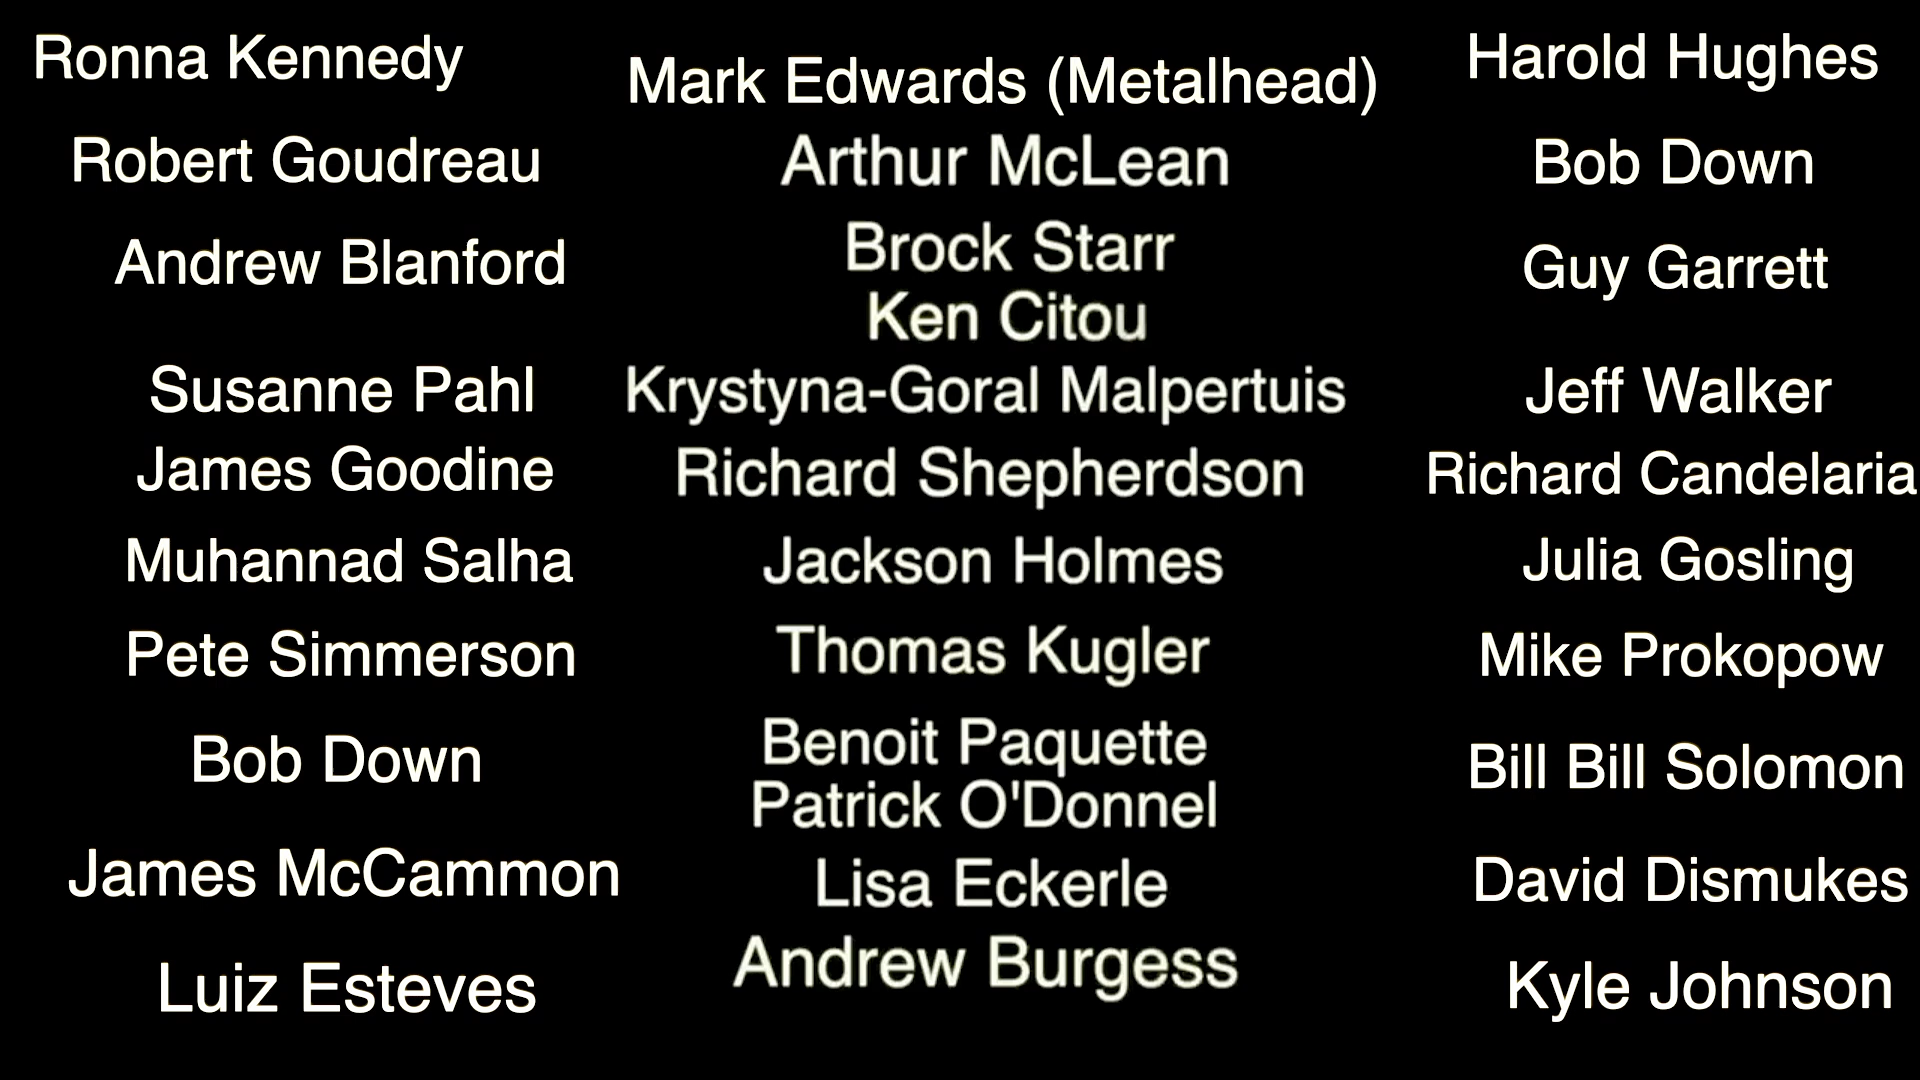 Ronna Kennedy
Robert Goudreau
Andrew Blanford
Susanne Pahl
James Goodine
Muhannad Salha
Pete Simmerson
Bob Down
James McCammon
Luiz Esteves
Mark Edwards (Metalhead)
Arthur McLean
Brock Starr
Ken Citou
Krystyna-Goral Malpertuis
Richard Shepherdson
Jackson Holmes
Thomas Kugler
Benoit Paquette
Patrick O'Donnel
Lisa Eckerle
Andrew Burgess
Harold Hughes
Bob Down
Guy Garrett
Jeff Walker
Richard Candelaria
Julia Gosling
Mike Prokopow
Bill Bill Solomon
David Dismukes
Kyle Johnson